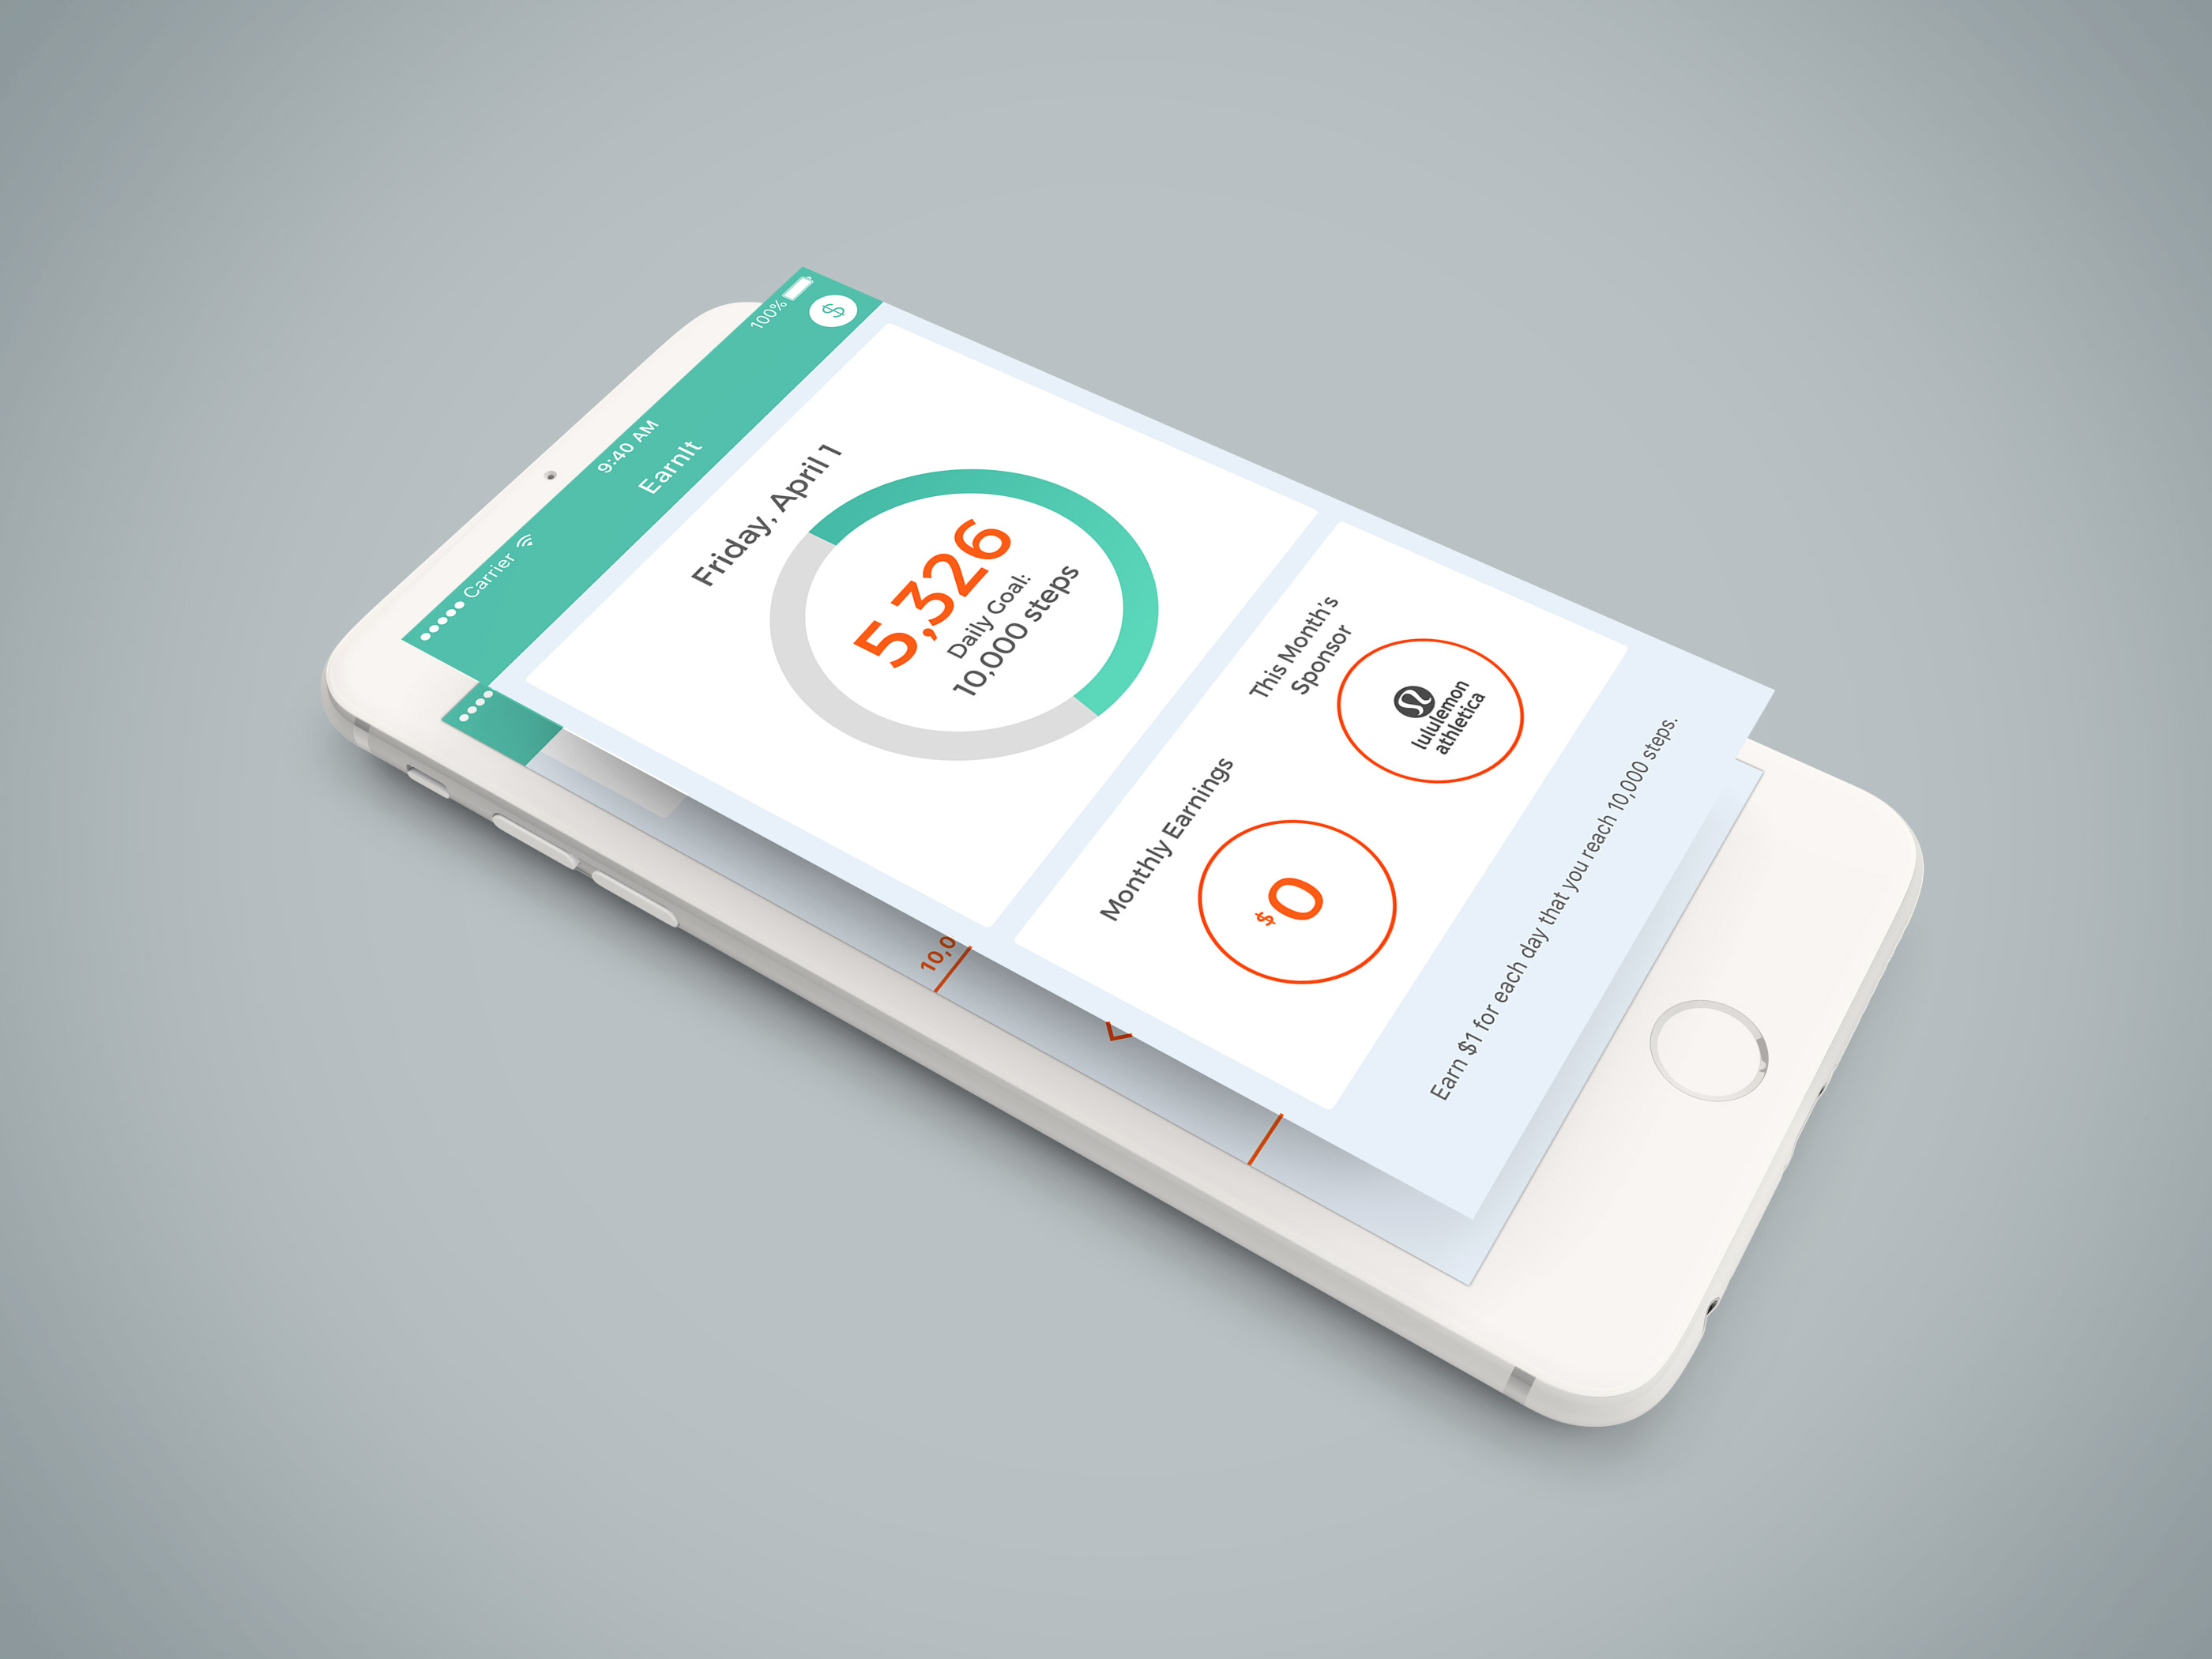 Carrier 9:40 AM 100%
EarnIt
$
Friday, April 1
5,326
Daily Goal:
10,000 steps
Monthly Earnings
$0
This Month's
Sponsor
lululemon
athletica
Earn $1 for each day that you reach 10,000 steps.
10,0